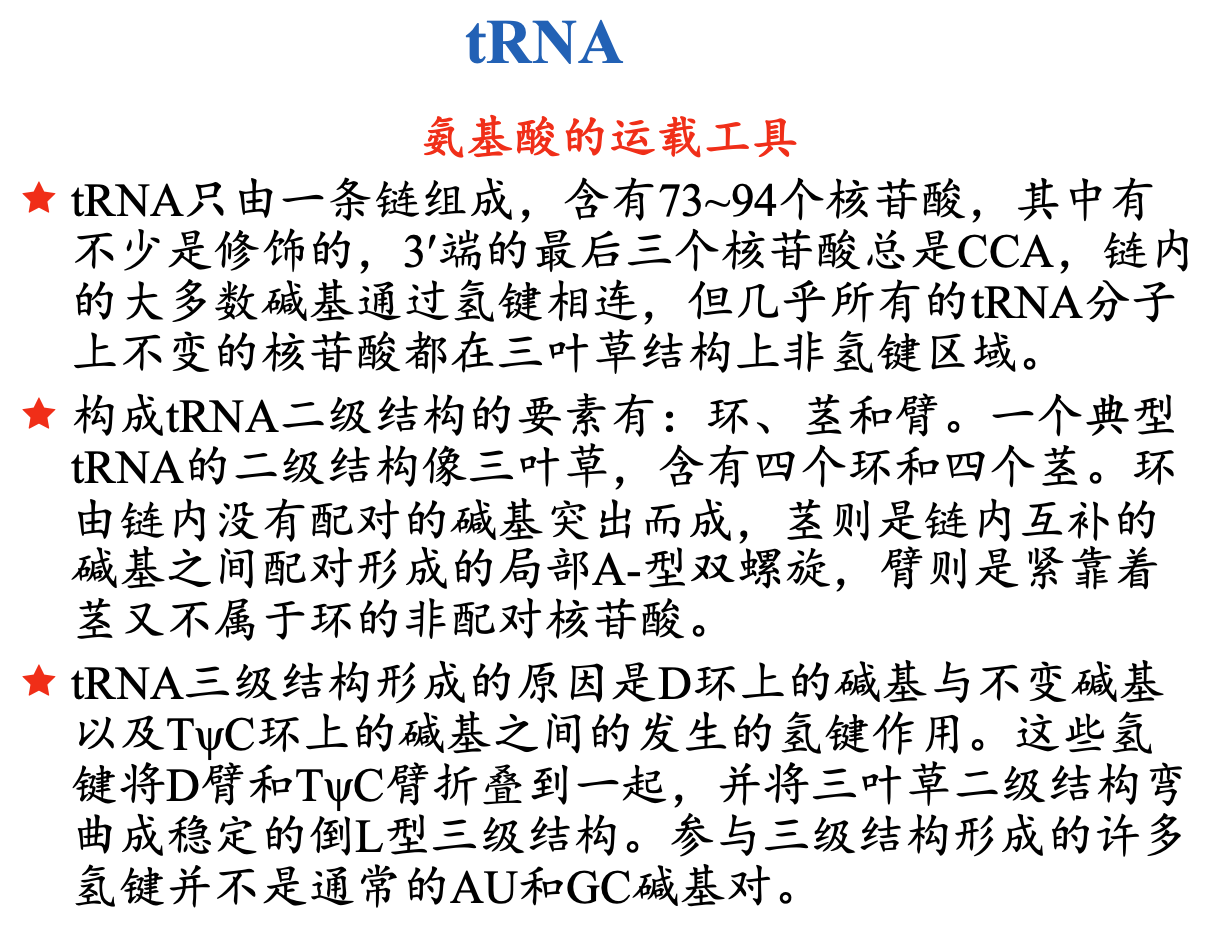 tRNA
氨基酸的运载工具
★ tRNA只由一条链组成，含有73~94个核苷酸，其中有
不少是修饰的，3′端的最后三个核苷酸总是CCA，链内
的大多数碱基通过氢键相连，但几乎所有的tRNA分子
上不变的核苷酸都在三叶草结构上非氢键区域。
★ 构成tRNA二级结构的要素有：环、茎和臂。一个典型
tRNA的二级结构像三叶草，含有四个环和四个茎。环
由链内没有配对的碱基突出而成，茎则是链内互补的
碱基之间配对形成的局部A-型双螺旋，臂则是紧靠着
茎又不属于环的非配对核苷酸。
★ tRNA三级结构形成的原因是D环上的碱基与不变碱基
以及TψC环上的碱基之间的发生的氢键作用。这些氢
键将D臂和TψC臂折叠到一起，并将三叶草二级结构弯
曲成稳定的倒L型三级结构。参与三级结构形成的许多
氢键并不是通常的AU和GC碱基对。